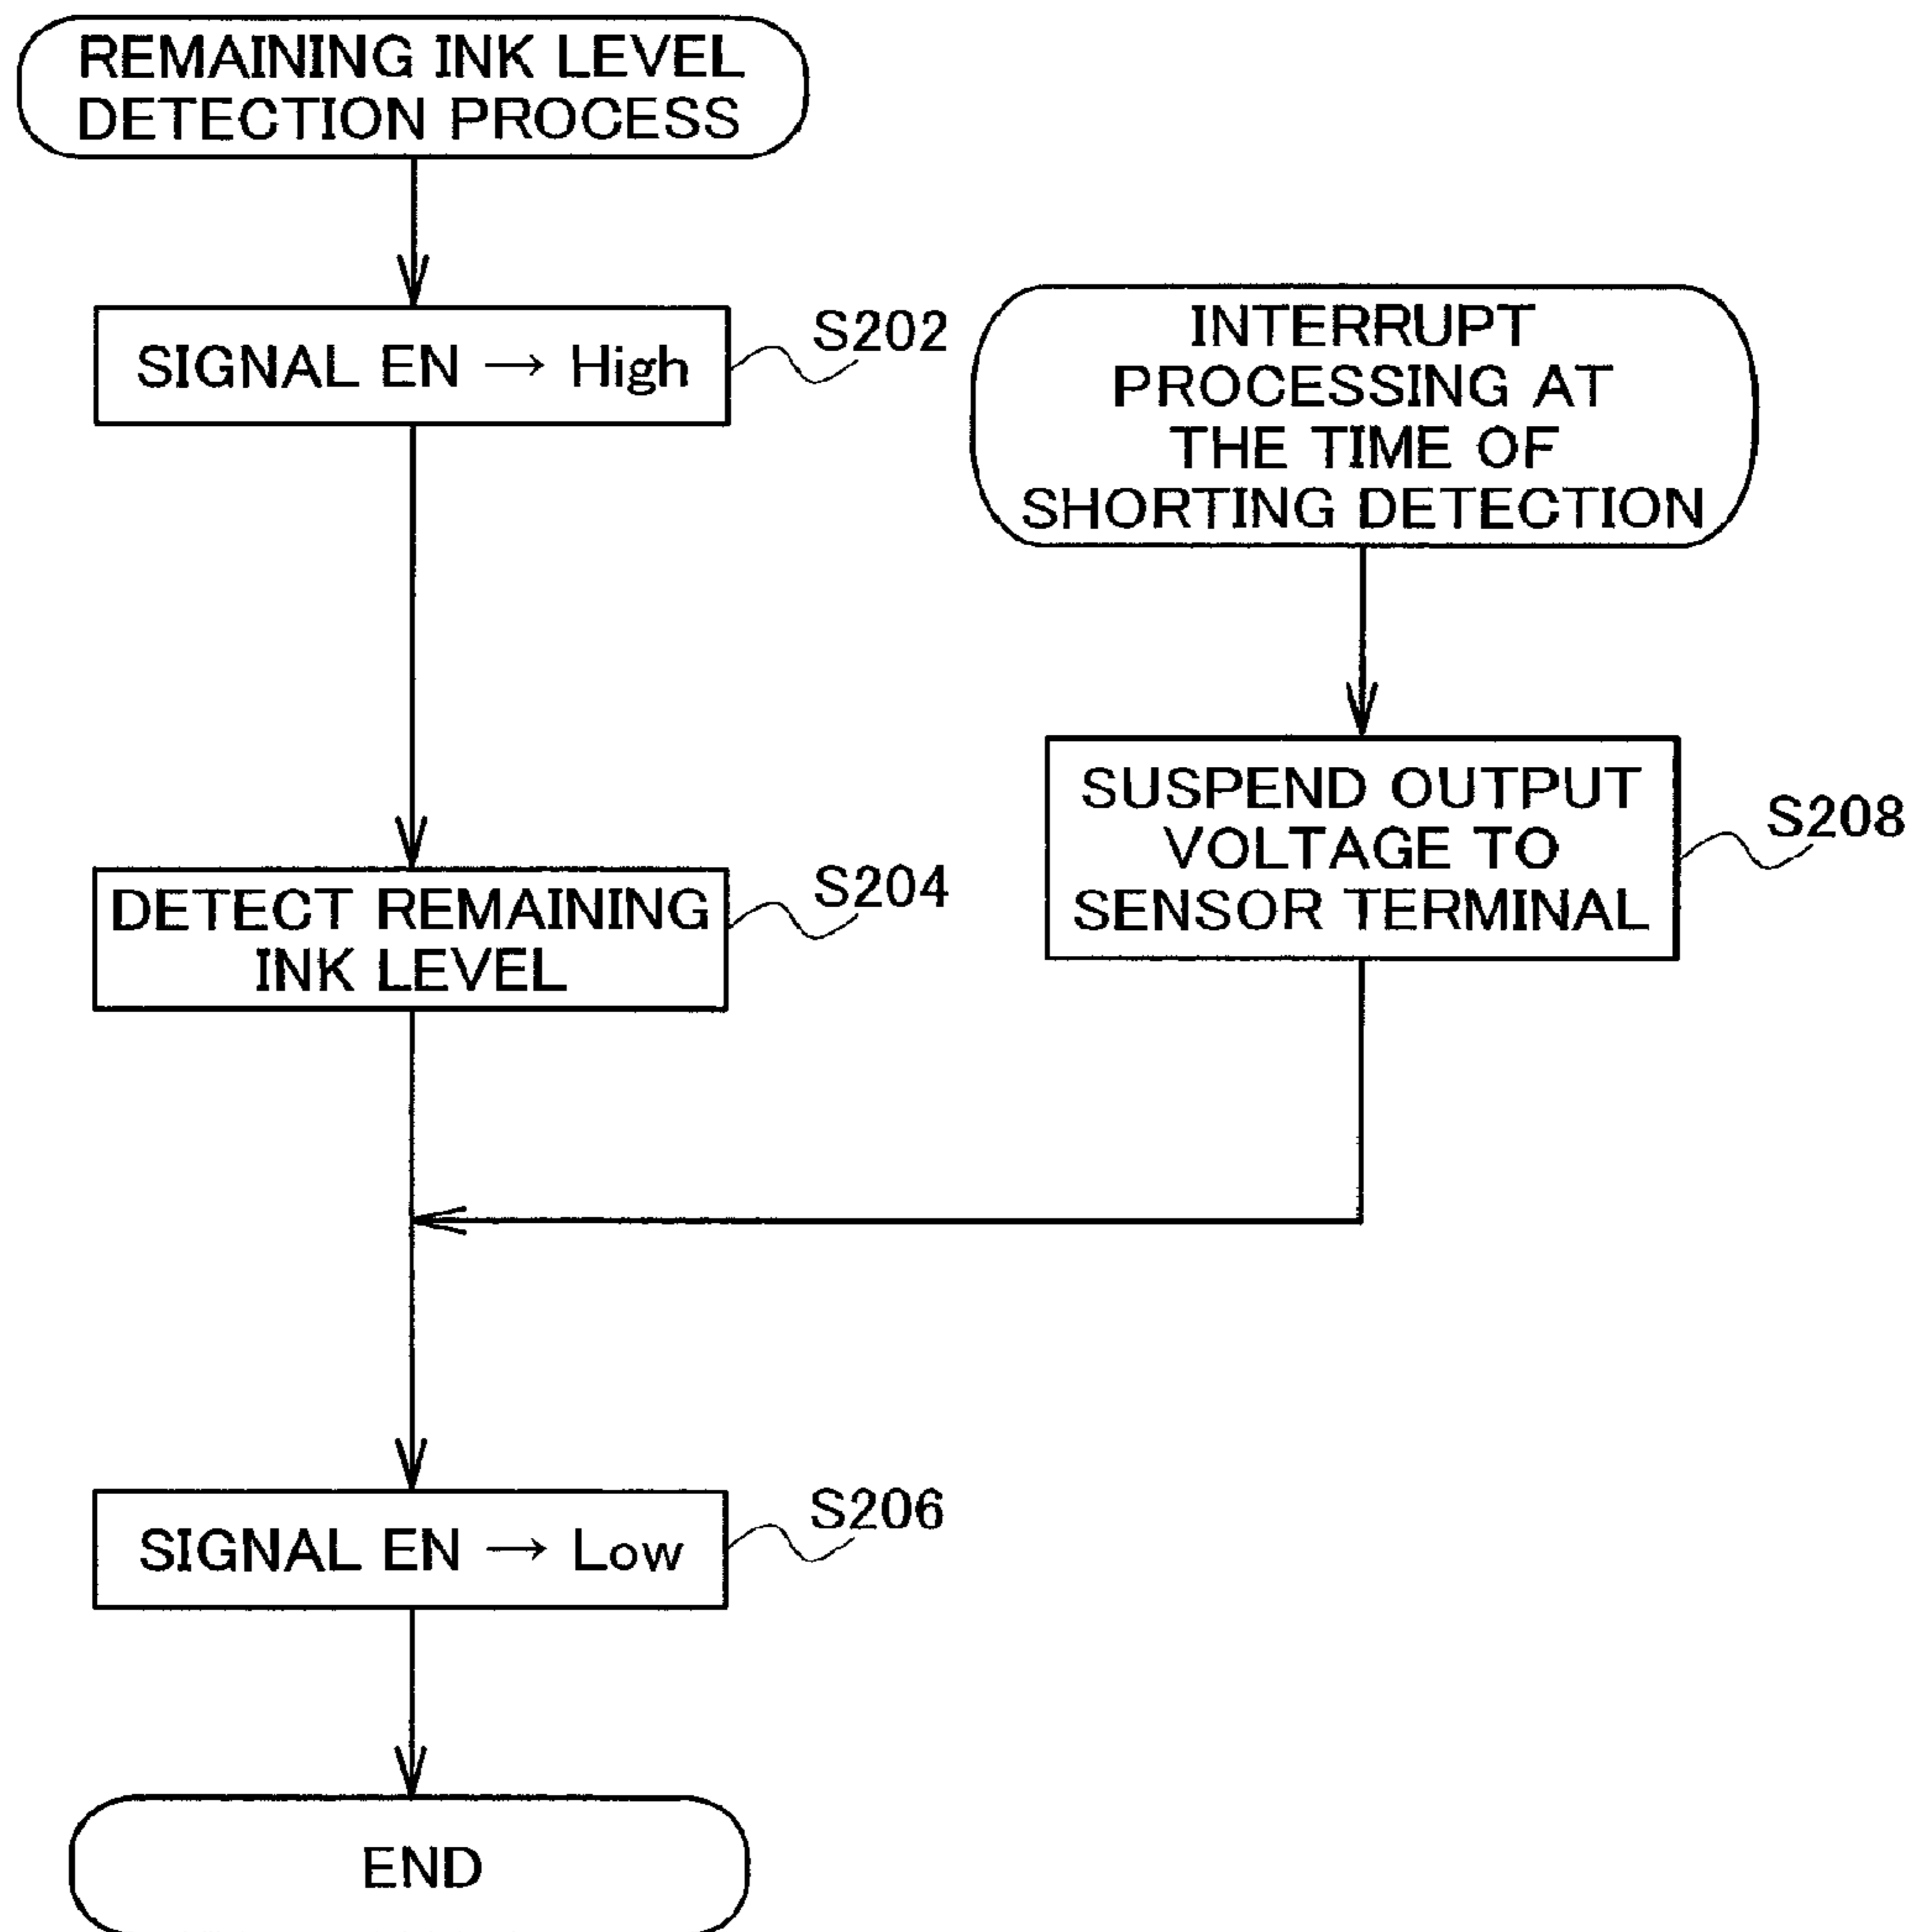 REMAINING INK LEVEL
DETECTION PROCESS
SIGNAL EN → High
S202
INTERRUPT
PROCESSING AT
THE TIME OF
SHORTING DETECTION
SUSPEND OUTPUT
VOLTAGE TO
SENSOR TERMINAL
S208
DETECT REMAINING
INK LEVEL
S204
SIGNAL EN → Low
S206
END